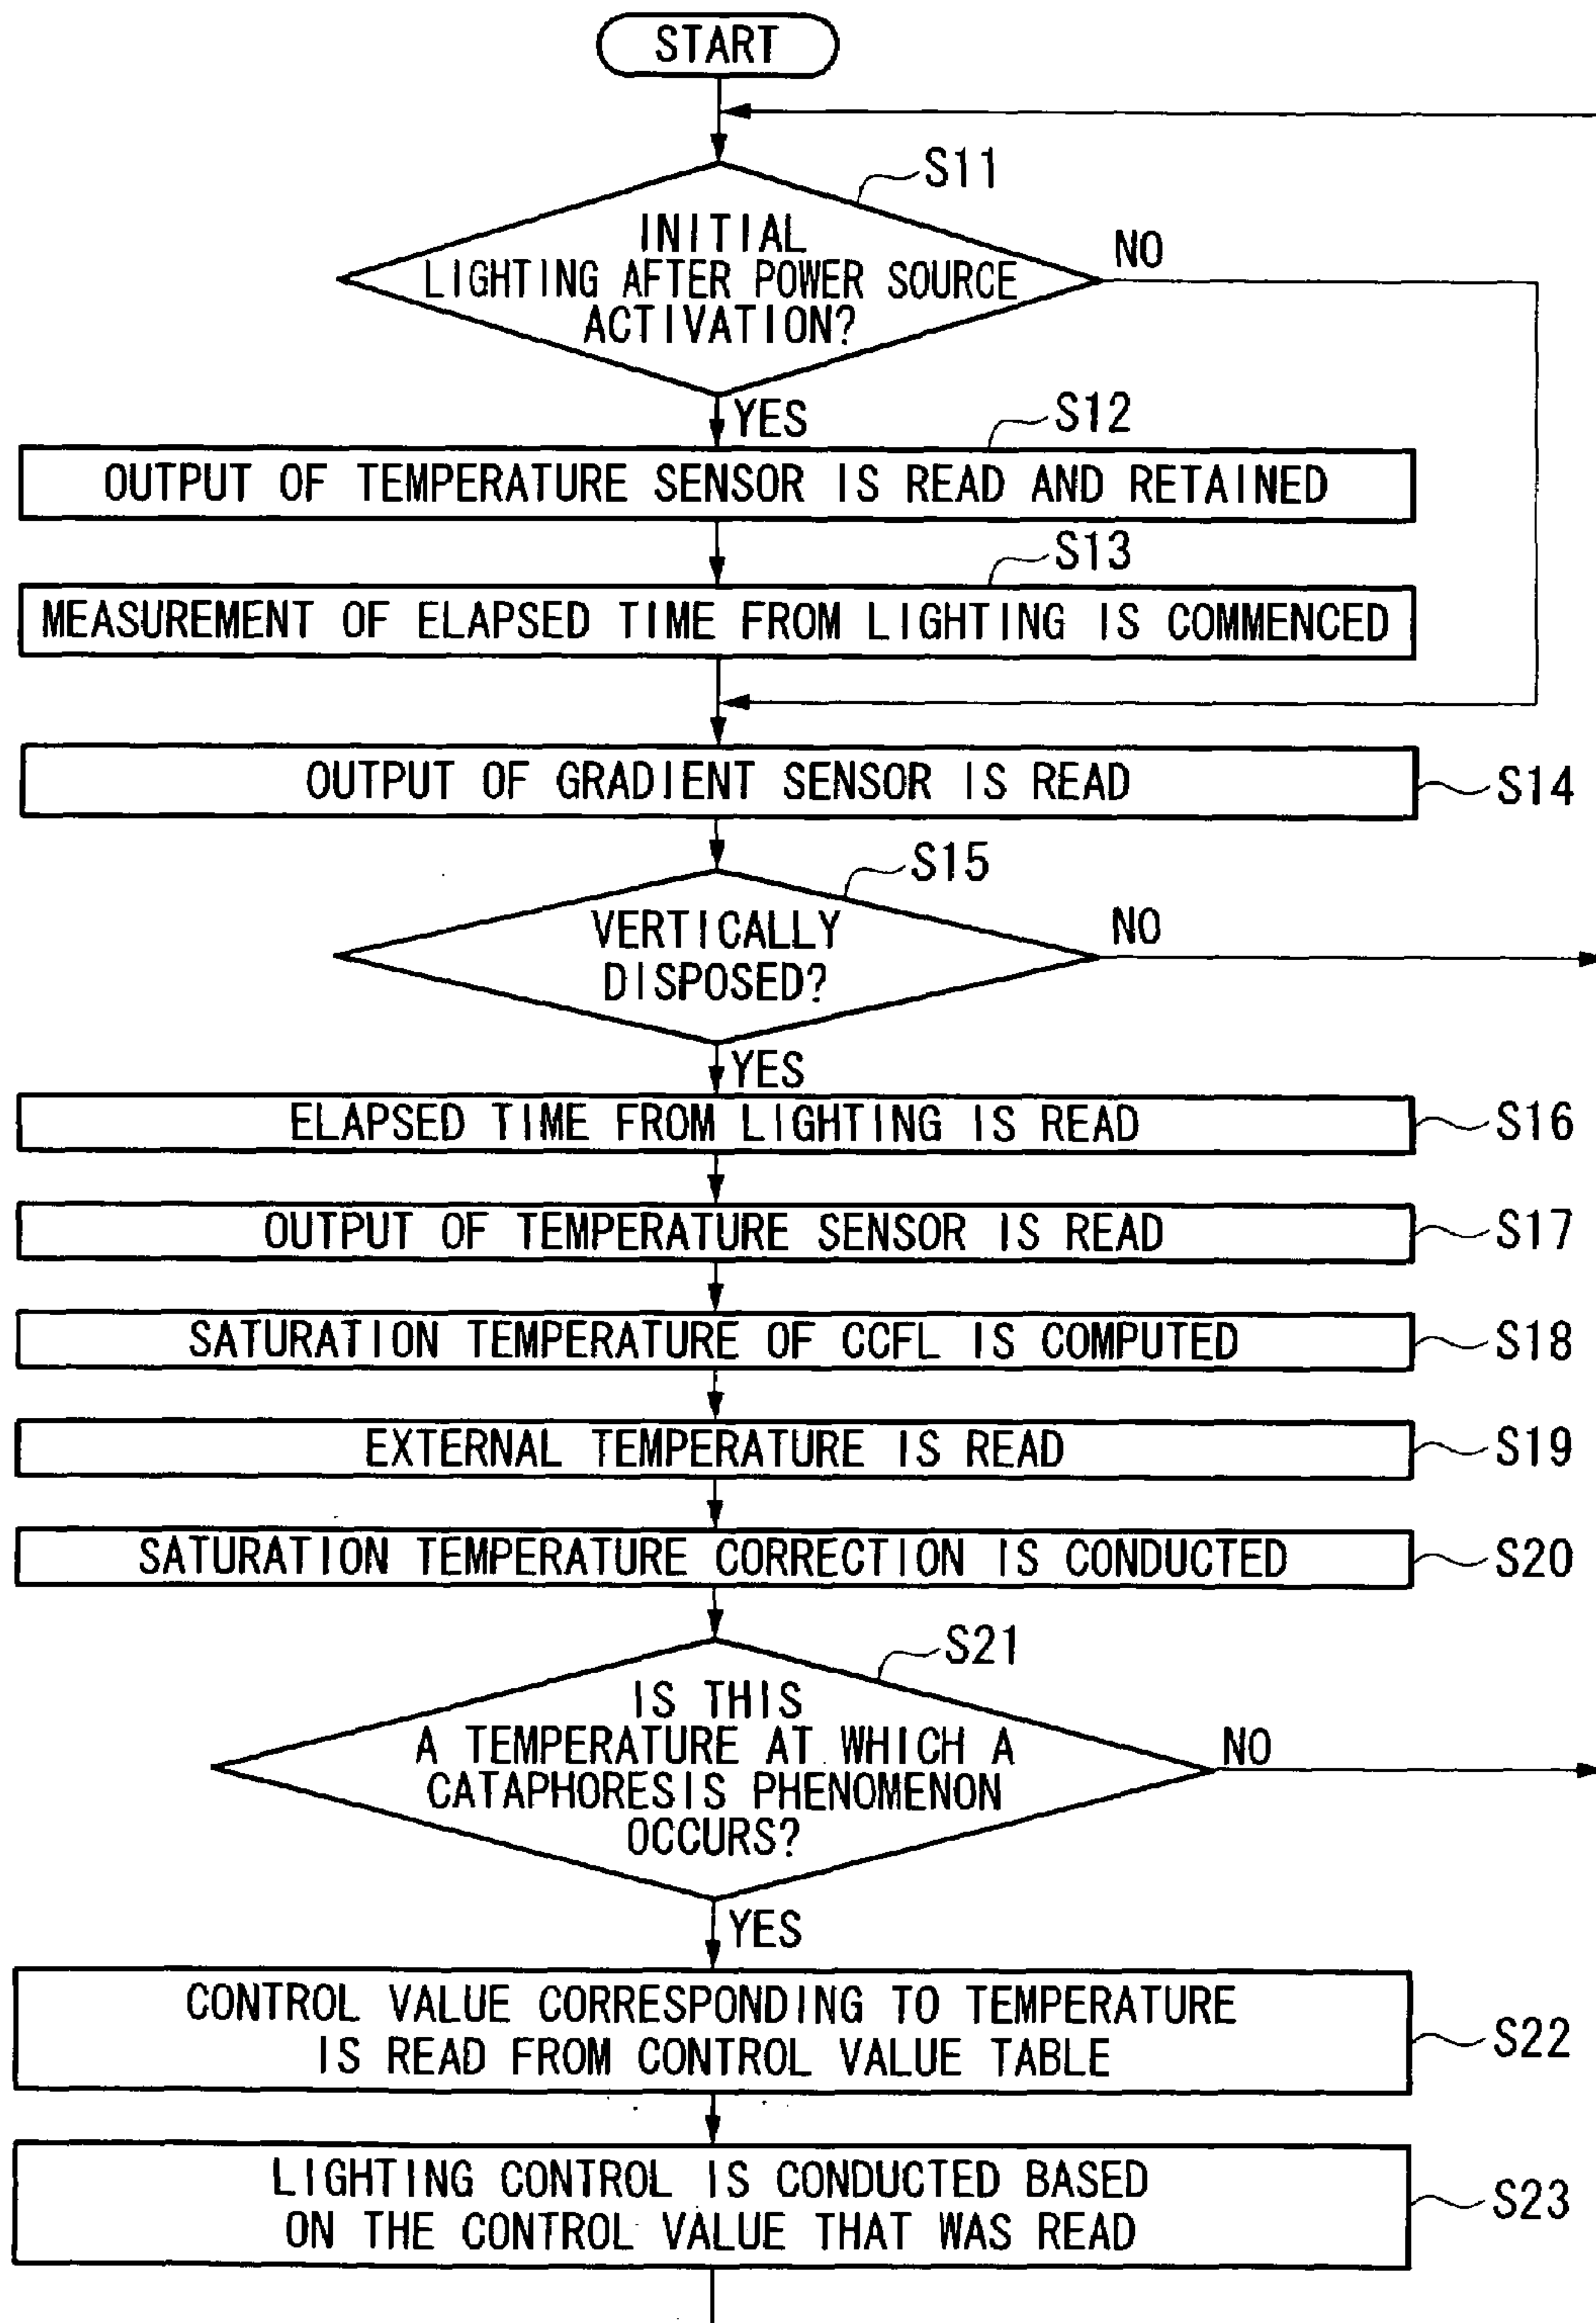 START
S11
INITIAL
LIGHTING AFTER POWER SOURCE
ACTIVATION?
NO
YES
S12
OUTPUT OF TEMPERATURE SENSOR IS READ AND RETAINED
S13
MEASUREMENT OF ELAPSED TIME FROM LIGHTING IS COMMENCED
OUTPUT OF GRADIENT SENSOR IS READ
S14
S15
VERTICALLY
DISPOSED?
NO
YES
ELAPSED TIME FROM LIGHTING IS READ
S16
OUTPUT OF TEMPERATURE SENSOR IS READ
S17
SATURATION TEMPERATURE OF CCFL IS COMPUTED
S18
EXTERNAL TEMPERATURE IS READ
S19
SATURATION TEMPERATURE CORRECTION IS CONDUCTED
S20
S21
IS THIS
A TEMPERATURE AT WHICH A
CATAPHORESIS PHENOMENON
OCCURS?
NO
YES
CONTROL VALUE CORRESPONDING TO TEMPERATURE
IS READ FROM CONTROL VALUE TABLE
S22
LIGHTING CONTROL IS CONDUCTED BASED
ON THE CONTROL VALUE THAT WAS READ
S23